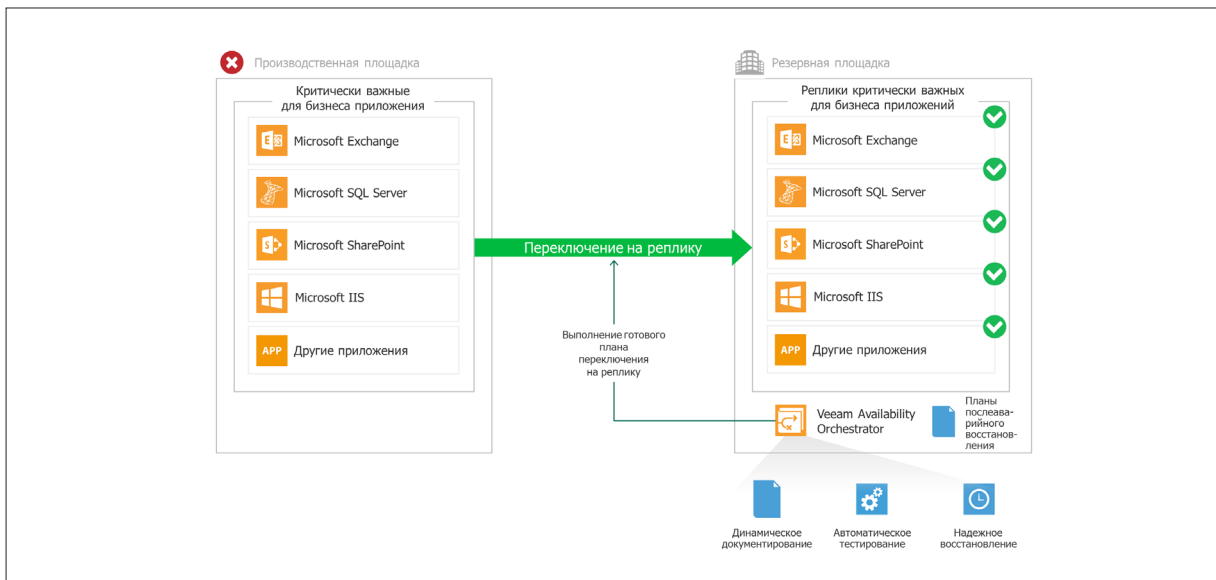 Производственная площадка
Критически важные
для бизнеса приложения
E
Microsoft Exchange
Microsoft SQL Server
S
Microsoft SharePoint
Microsoft IIS
APP
Другие приложения
Переключение на реплику
Выполнение готового
плана
переключения
на реплику
Резервная площадка
Реплики критически важных
для бизнеса приложений
E
Microsoft Exchange
Microsoft SQL Server
S
Microsoft SharePoint
Microsoft IIS
APP
Другие приложения
Veeam Availability
Orchestrator
Планы
послеава-
рийного
восстанов-
ления
Динамическое
документирование
Автоматическое
тестирование
Надежное
восстановление